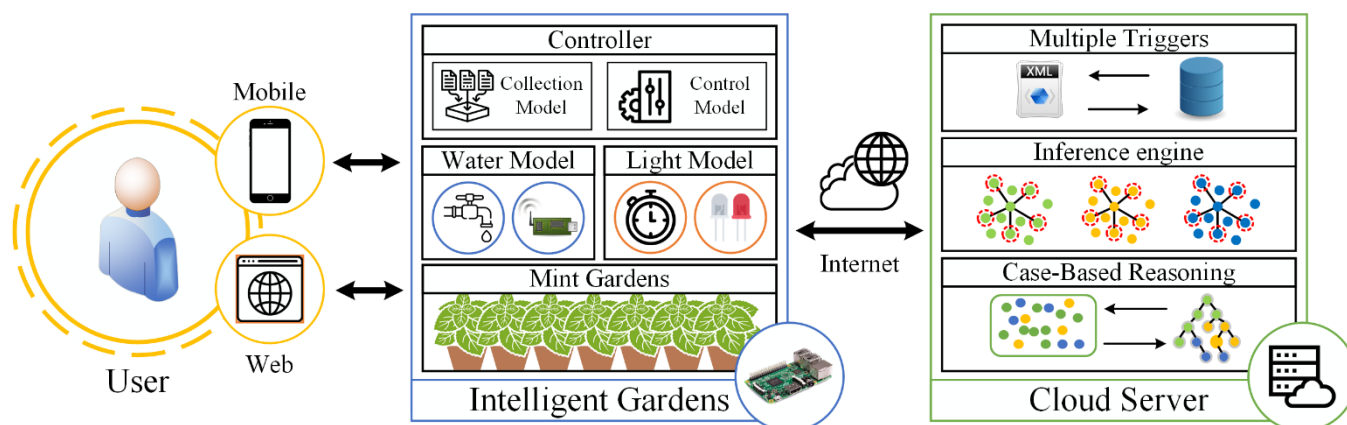 Mobile
User
Web
Controller
Collection
Model
Control
Model
Water Model
Light Model
Mint Gardens
Intelligent Gardens
Internet
Multiple Triggers
XML
Inference engine
Case-Based Reasoning
Cloud Server